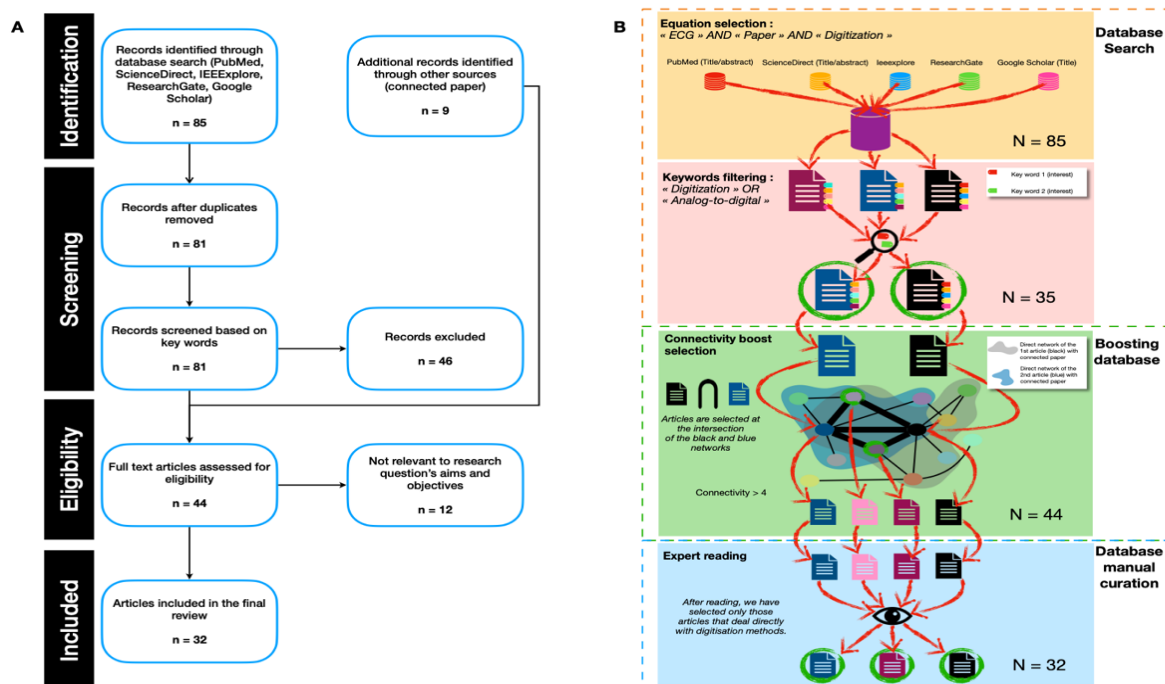 A
Identification
Records identified through
database search (PubMed,
ScienceDirect, IEEExplore,
ResearchGate, Google
Scholar)
n = 85
Additional records identified
through other sources
(connected paper)
n = 9
Screening
Records after duplicates
removed
n = 81
Records screened based on
key words
n = 81
Records excluded
n = 46
Eligibility
Full text articles assessed for
eligibility
n = 44
Not relevant to research
question's aims and
objectives
n = 12
Included
Articles included in the final
review
n = 32
B
Equation selection :
« ECG » AND « Paper » AND « Digitization »
Database
Search
PubMed (Title/abstract)
ScienceDirect (Title/abstract)
Ieeexplore
ResearchGate
Google Scholar (Title)
N = 85
Keywords filtering :
« Digitization » OR
« Analog-to-digital »
Key word 1 (interest)
Key word 2 (interest)
N = 35
Connectivity boost
selection
Boosting
database
Direct network of the
1st article (black) with
connected paper
Direct network of the
2nd article (blue) with
connected paper
Articles are selected at
the intersection
of the black and blue
networks
Connectivity > 4
N = 44
Expert reading
Database
manual
curation
After reading, we have
selected only those
articles that deal directly
with digitisation methods.
N = 32